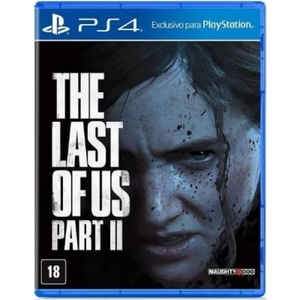 PS4
Exclusivo para PlayStation®
THE
LAST
OF US
PART II
18
NAUGHTY DOG